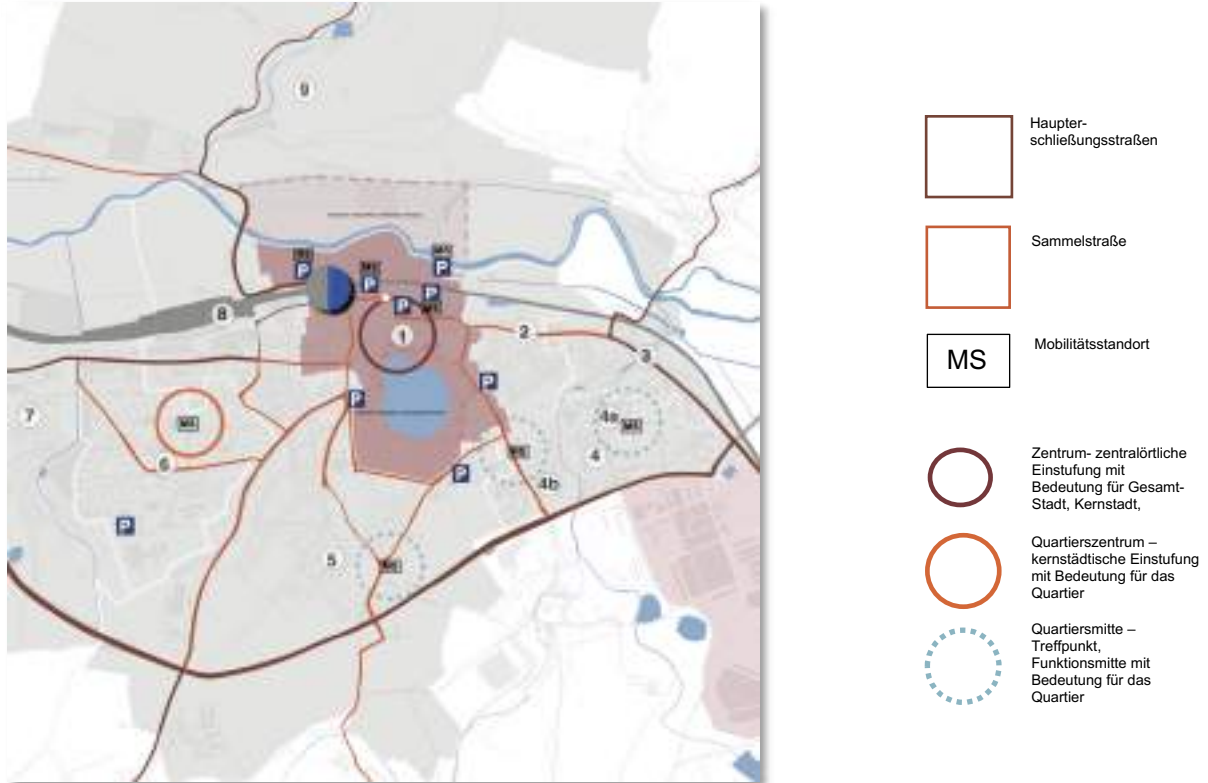 9
MS
MS
P
P
P
P
P
MS
8
1
2
3
P
P
7
MS
4a
MS
MS
4
6
P
4b
P
5
MS
Haupter-
schließungsstraßen
Sammelstraße
MS
Mobilitätsstandort
Zentrum- zentralörtliche
Einstufung mit
Bedeutung für Gesamt-
Stadt, Kernstadt,
Quartierszentrum –
kernstädtische Einstufung
mit Bedeutung für das
Quartier
Quartiersmitte –
Treffpunkt,
Funktionsmitte mit
Bedeutung für das
Quartier